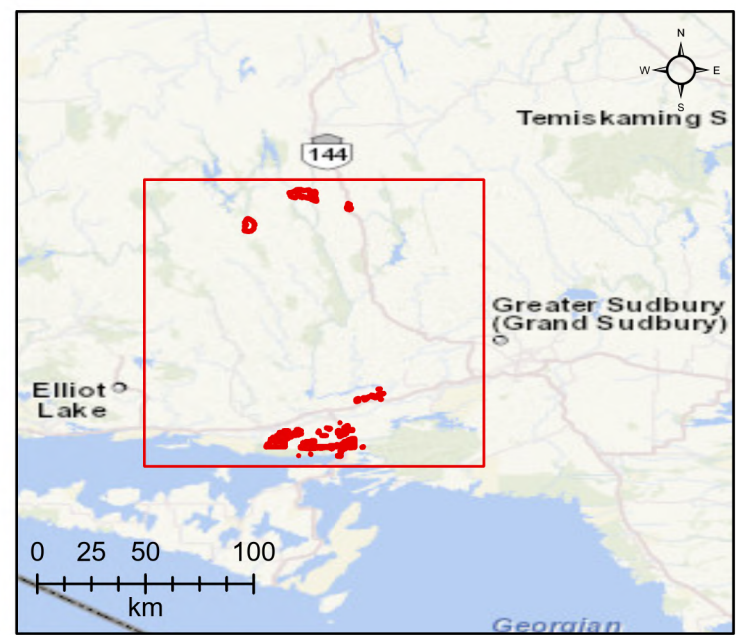 N
W E
S
Temiskaming S
144
Greater Sudbury
(Grand Sudbury)
Elliot
Lake
0 25 50 100
km
Georgian